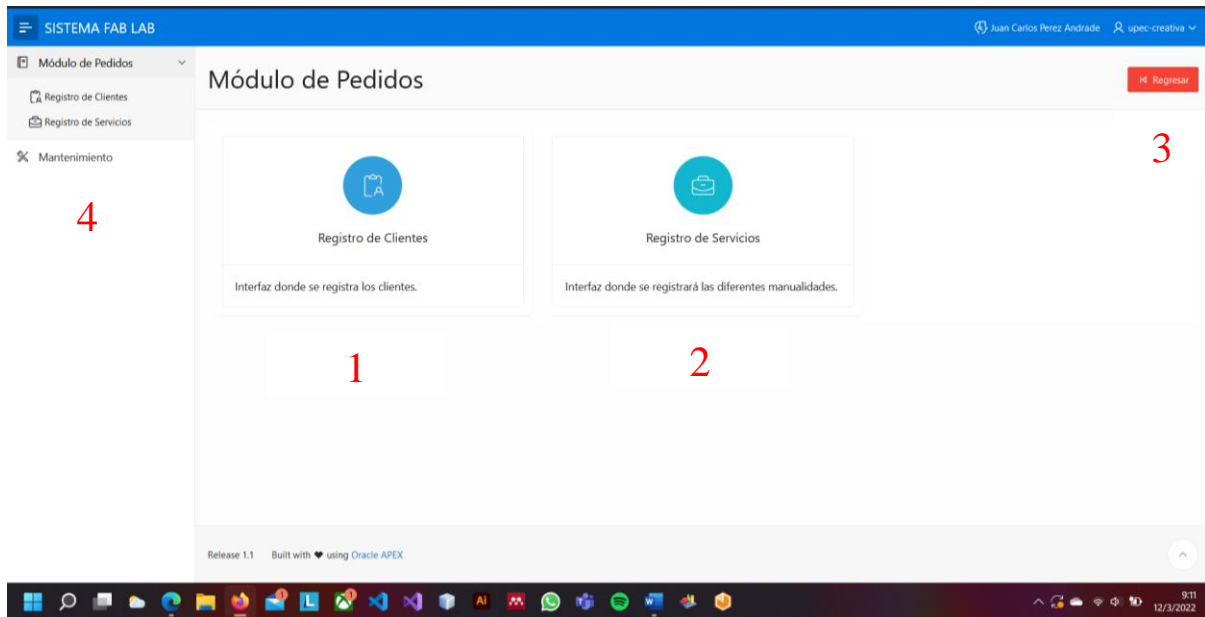 SISTEMA FAB LAB
Juan Carlos Perez Andrade upec-creativa
Módulo de Pedidos
Registro de Clientes
Registro de Servicios
Mantenimiento
4
Módulo de Pedidos
Regresar
3
Registro de Clientes
Interfaz donde se registra los clientes.
1
Registro de Servicios
Interfaz donde se registrará las diferentes manualidades.
2
Release 1.1 Built with ❤ using Oracle APEX
L
Ai
9:11
12/3/2022